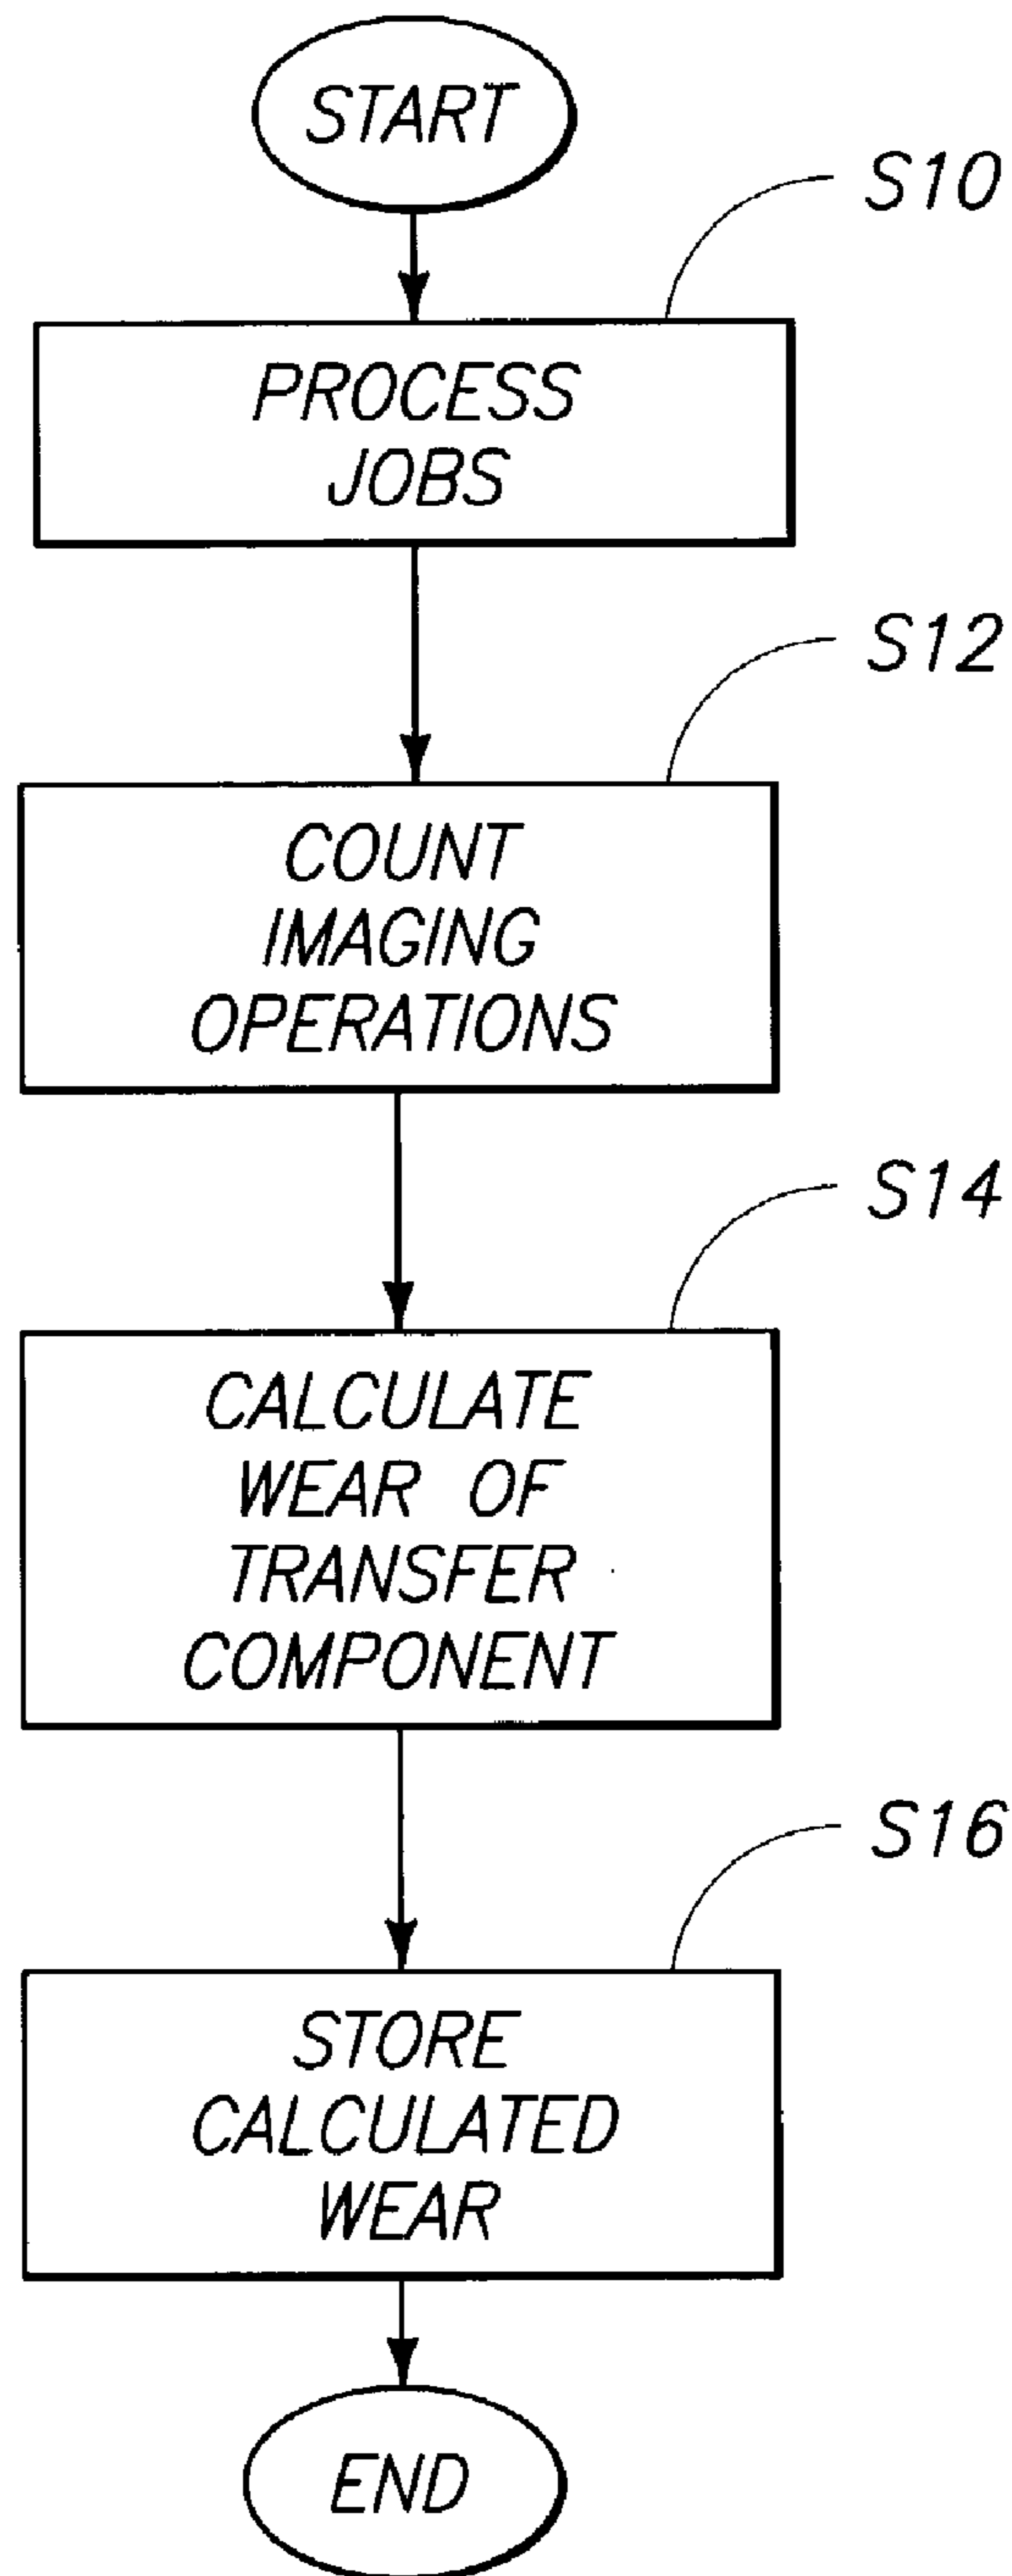 START
S10
PROCESS
JOBS
S12
COUNT
IMAGING
OPERATIONS
S14
CALCULATE
WEAR OF
TRANSFER
COMPONENT
S16
STORE
CALCULATED
WEAR
END